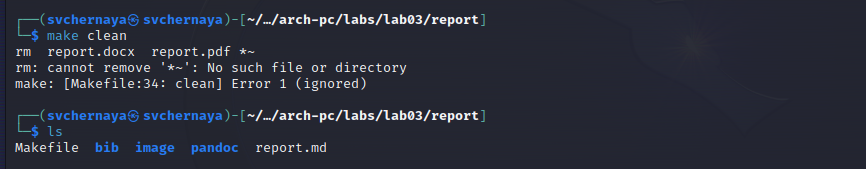 ┌──(svchernaya㉿svchernaya)-[~/…/arch-pc/labs/lab03/report]
└─$ make clean
rm  report.docx  report.pdf *~
rm: cannot remove '*~': No such file or directory
make: [Makefile:34: clean] Error 1 (ignored)
┌──(svchernaya㉿svchernaya)-[~/…/arch-pc/labs/lab03/report]
└─$ ls
Makefile  bib  image  pandoc  report.md